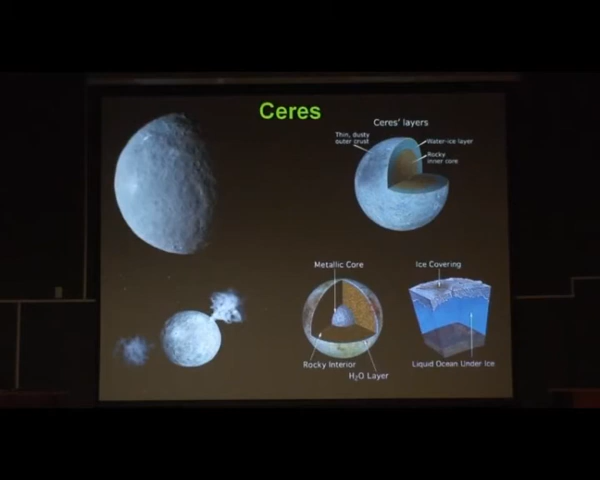 Ceres
Ceres' layers
Thin, dusty
outer crust
Water-ice layer
Rocky
inner core
Metallic Core
Ice Covering
Rocky Interior
H₂O Layer
Liquid Ocean Under Ice